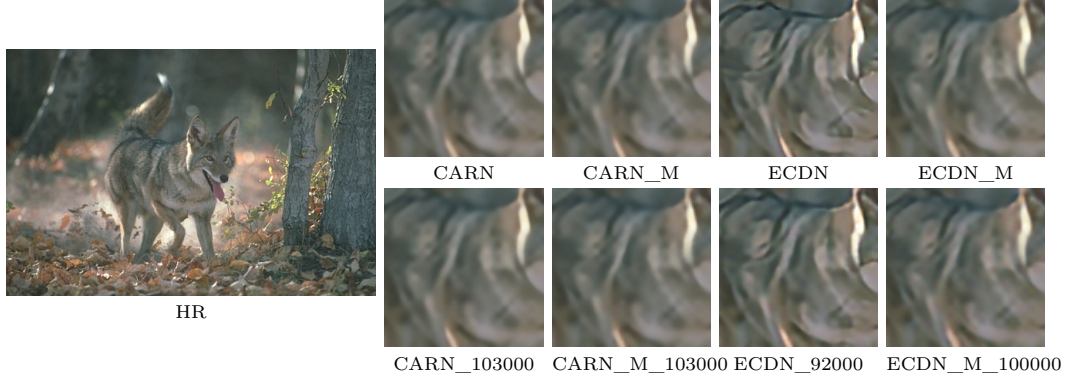 HR
CARN
CARN_M
ECDN
ECDN_M
CARN_103000
CARN_M_103000
ECDN_92000
ECDN_M_100000